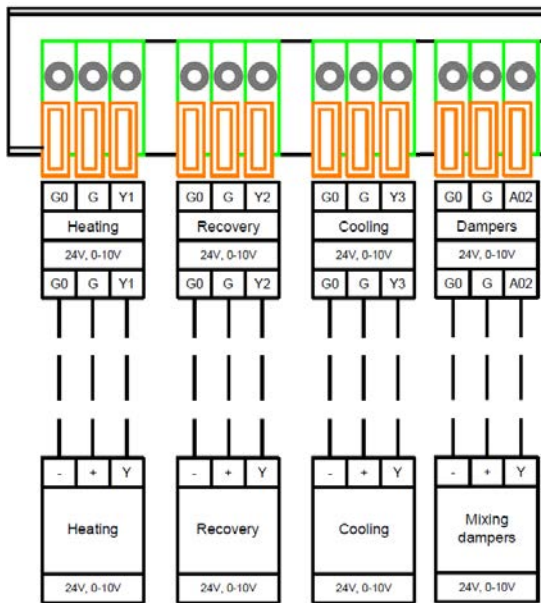 G0 G Y1 G0 G Y2 G0 G Y3 G0 G A02
Heating Recovery Cooling Dampers
24V, 0-10V 24V, 0-10V 24V, 0-10V 24V, 0-10V
G0 G Y1 G0 G Y2 G0 G Y3 G0 G A02
- + Y - + Y - + Y - + Y
Heating Recovery Cooling Mixing
dampers
24V, 0-10V 24V, 0-10V 24V, 0-10V 24V, 0-10V